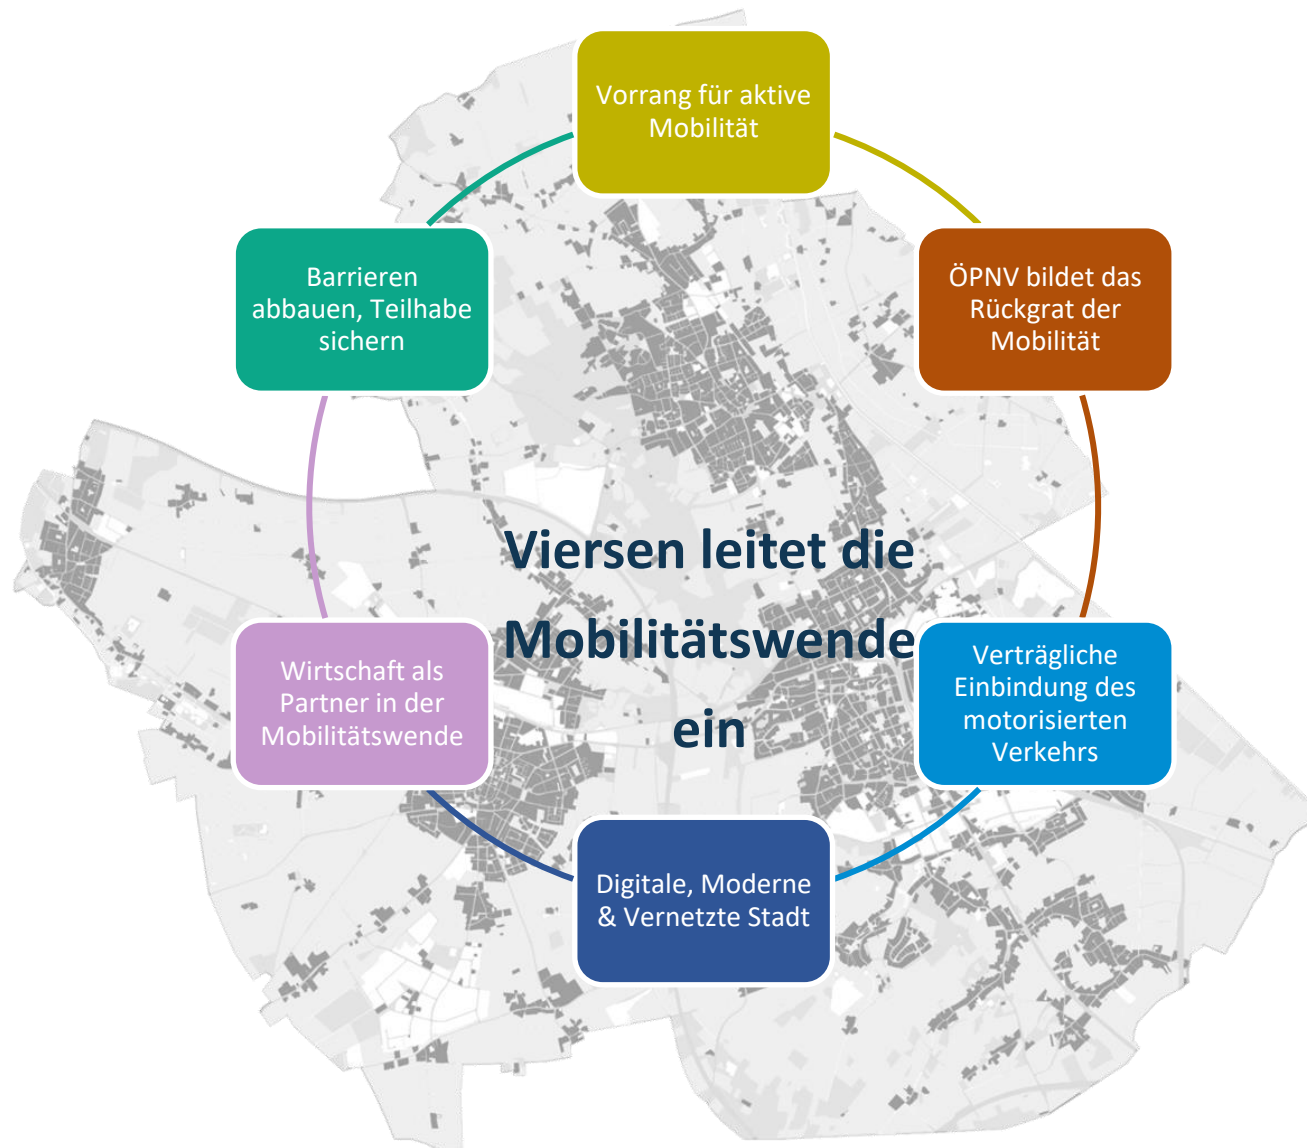 Vorrang für aktive
Mobilität
ÖPNV bildet das
Rückgrat der
Mobilität
Verträgliche
Einbindung des
motorisierten
Verkehrs
Digitale, Moderne
& Vernetzte Stadt
Wirtschaft als
Partner in der
Mobilitätswende
Barrieren
abbauen, Teilhabe
sichern
Viersen leitet die
Mobilitätswende
ein